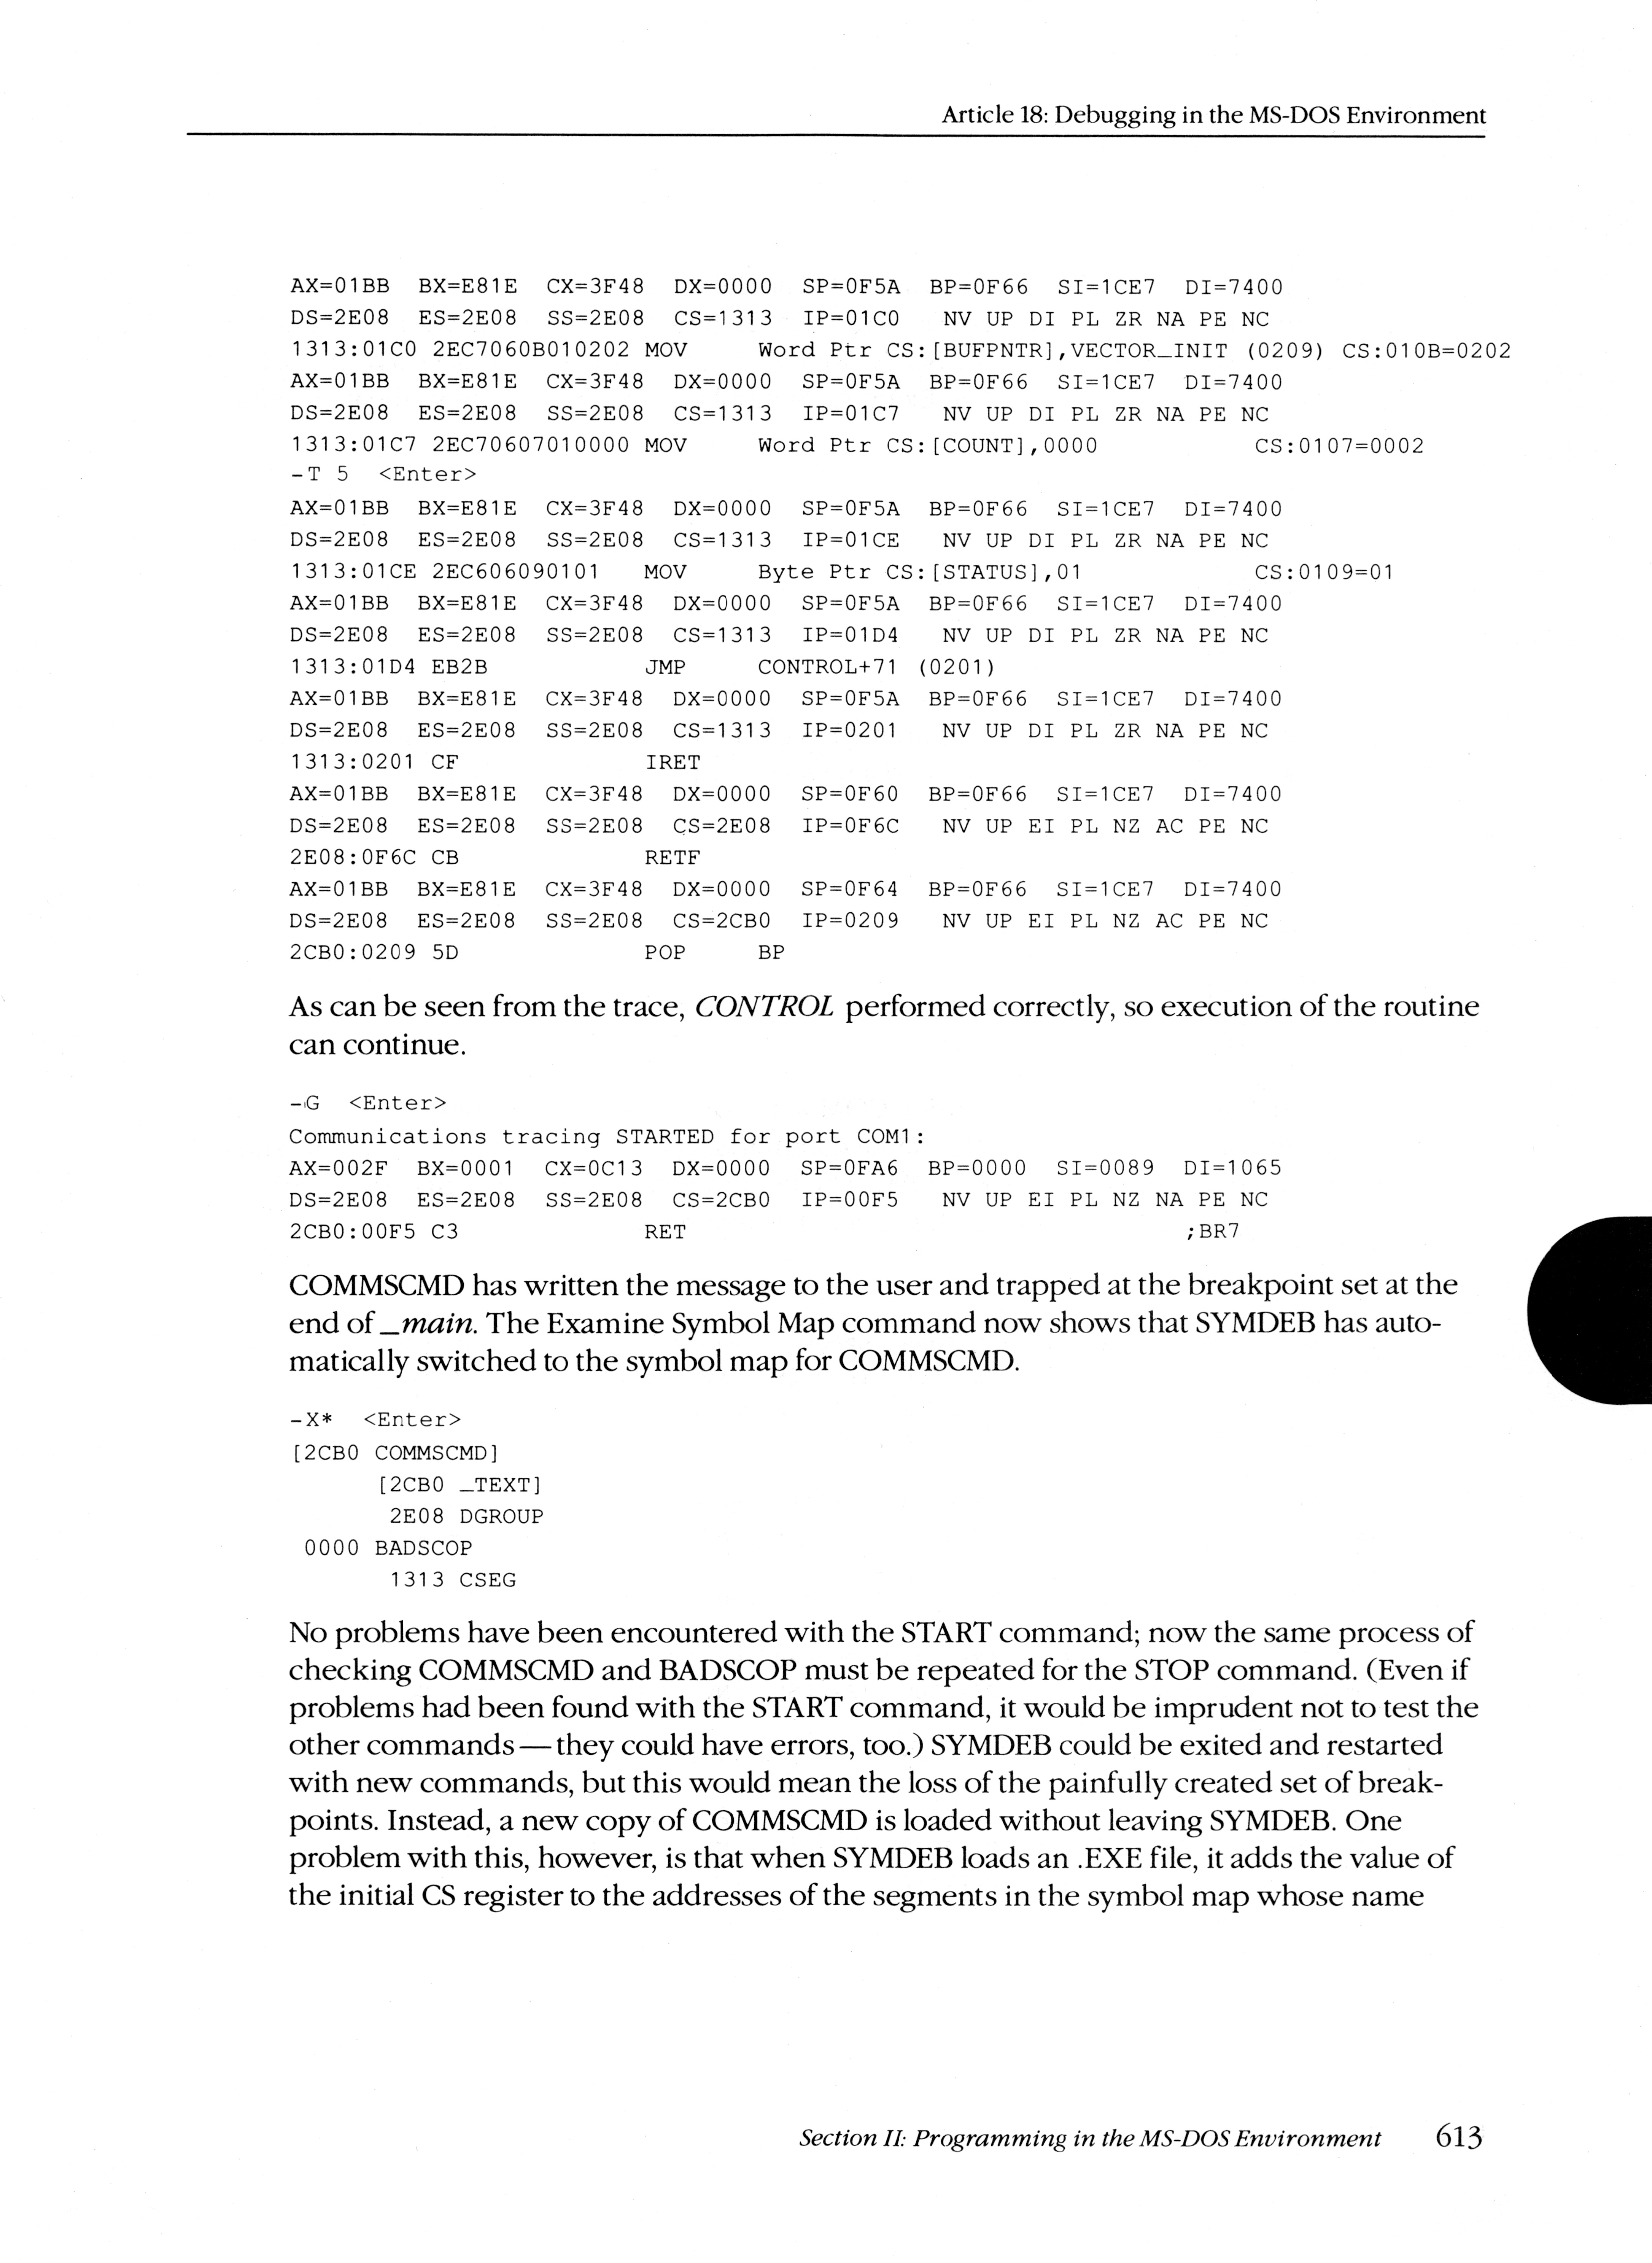 Article 18: Debugging in the MS-DOS Environment
AX=01BB  BX=E81E  CX=3F48  DX=0000  SP=0F5A  BP=0F66  SI=1CE7  DI=7400
DS=2E08  ES=2E08  SS=2E08  CS=1313  IP=01C0   NV UP DI PL ZR NA PE NC
1313:01C0 2EC7060B010202 MOV     Word Ptr CS:[BUFPNTR],VECTOR_INIT (0209) CS:010B=0202
AX=01BB  BX=E81E  CX=3F48  DX=0000  SP=0F5A  BP=0F66  SI=1CE7  DI=7400
DS=2E08  ES=2E08  SS=2E08  CS=1313  IP=01C7   NV UP DI PL ZR NA PE NC
1313:01C7 2EC70607010000 MOV     Word Ptr CS:[COUNT],0000           CS:0107=0002
-T 5  <Enter>
AX=01BB  BX=E81E  CX=3F48  DX=0000  SP=0F5A  BP=0F66  SI=1CE7  DI=7400
DS=2E08  ES=2E08  SS=2E08  CS=1313  IP=01CE   NV UP DI PL ZR NA PE NC
1313:01CE 2EC606090101   MOV     Byte Ptr CS:[STATUS],01            CS:0109=01
AX=01BB  BX=E81E  CX=3F48  DX=0000  SP=0F5A  BP=0F66  SI=1CE7  DI=7400
DS=2E08  ES=2E08  SS=2E08  CS=1313  IP=01D4   NV UP DI PL ZR NA PE NC
1313:01D4 EB2B           JMP     CONTROL+71 (0201)
AX=01BB  BX=E81E  CX=3F48  DX=0000  SP=0F5A  BP=0F66  SI=1CE7  DI=7400
DS=2E08  ES=2E08  SS=2E08  CS=1313  IP=0201   NV UP DI PL ZR NA PE NC
1313:0201 CF             IRET
AX=01BB  BX=E81E  CX=3F48  DX=0000  SP=0F60  BP=0F66  SI=1CE7  DI=7400
DS=2E08  ES=2E08  SS=2E08  CS=2E08  IP=0F6C   NV UP EI PL NZ AC PE NC
2E08:0F6C CB             RETF
AX=01BB  BX=E81E  CX=3F48  DX=0000  SP=0F64  BP=0F66  SI=1CE7  DI=7400
DS=2E08  ES=2E08  SS=2E08  CS=2CB0  IP=0209   NV UP EI PL NZ AC PE NC
2CB0:0209 5D             POP     BP
As can be seen from the trace, CONTROL performed correctly, so execution of the routine
can continue.
-G  <Enter>
Communications tracing STARTED for port COM1:
AX=002F  BX=0001  CX=0C13  DX=0000  SP=0FA6  BP=0000  SI=0089  DI=1065
DS=2E08  ES=2E08  SS=2E08  CS=2CB0  IP=00F5   NV UP EI PL NZ NA PE NC
2CB0:00F5 C3             RET                                   ;BR7
COMMSCMD has written the message to the user and trapped at the breakpoint set at the
end of _main. The Examine Symbol Map command now shows that SYMDEB has auto-
matically switched to the symbol map for COMMSCMD.
-X*  <Enter>
[2CB0 COMMSCMD]
      [2CB0 _TEXT]
       2E08 DGROUP
 0000 BADSCOP
       1313 CSEG
No problems have been encountered with the START command; now the same process of
checking COMMSCMD and BADSCOP must be repeated for the STOP command. (Even if
problems had been found with the START command, it would be imprudent not to test the
other commands — they could have errors, too.) SYMDEB could be exited and restarted
with new commands, but this would mean the loss of the painfully created set of break-
points. Instead, a new copy of COMMSCMD is loaded without leaving SYMDEB. One
problem with this, however, is that when SYMDEB loads an .EXE file, it adds the value of
the initial CS register to the addresses of the segments in the symbol map whose name
Section II: Programming in the MS-DOS Environment    613